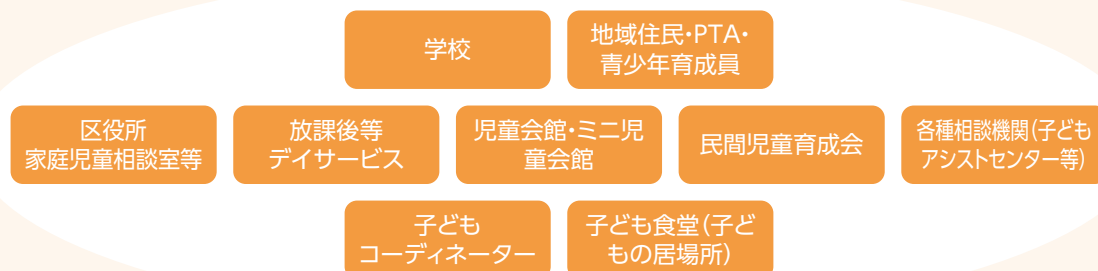 学校
地域住民・PTA・
青少年育成員
区役所
家庭児童相談室等
放課後等
デイサービス
児童会館・ミニ児
童会館
民間児童育成会
各種相談機関(子ども
アシストセンター等)
子ども
コーディネーター
子ども食堂(子ど
もの居場所)